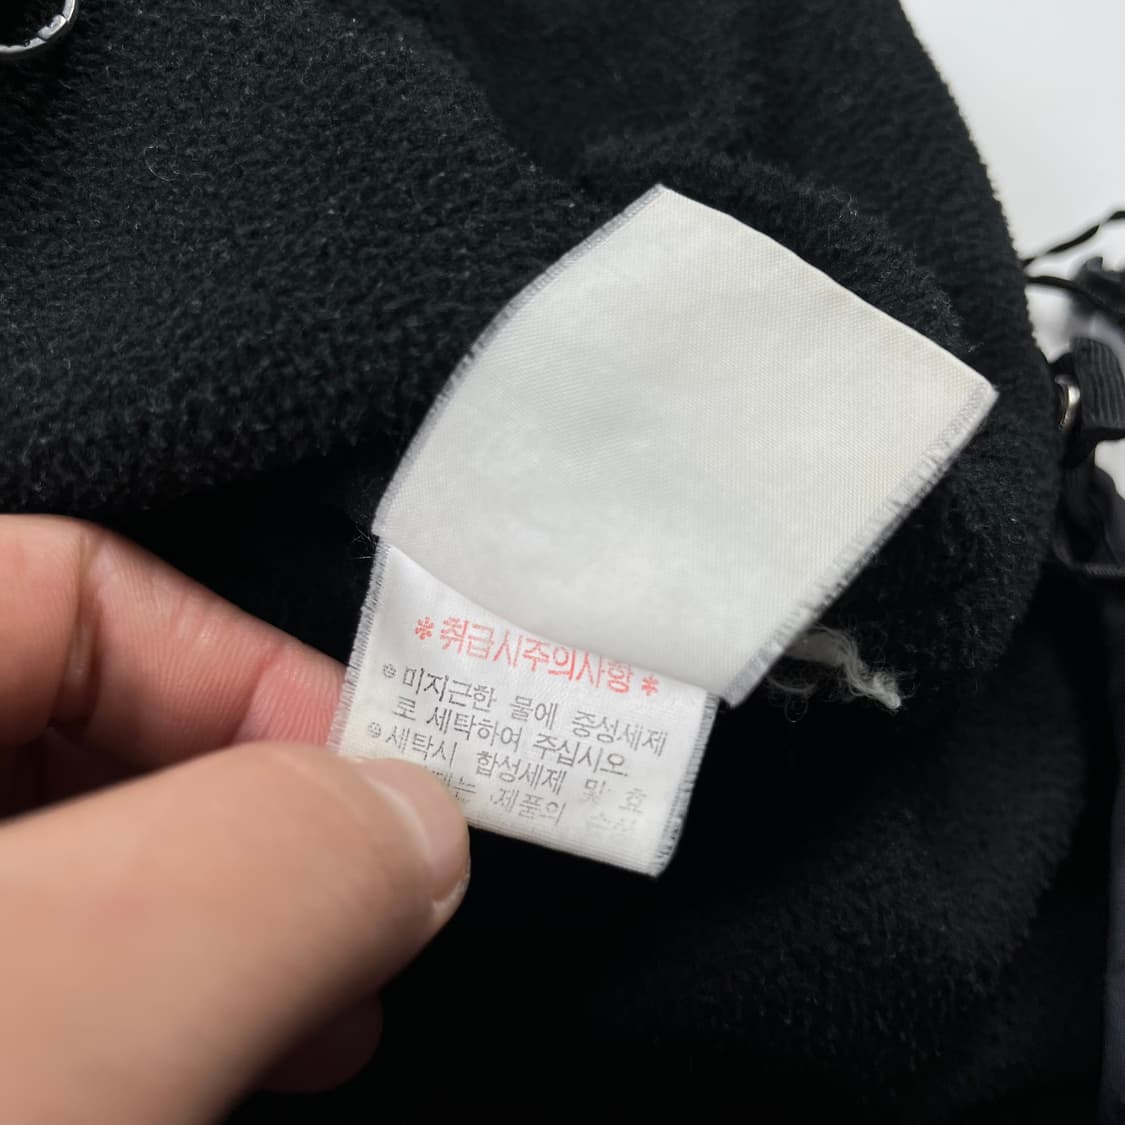 * 취급시주의사항 *
미지근한 물에 중성세제
로 세탁하여 주십시오
세탁시 합성세제 및 효
는 제품의